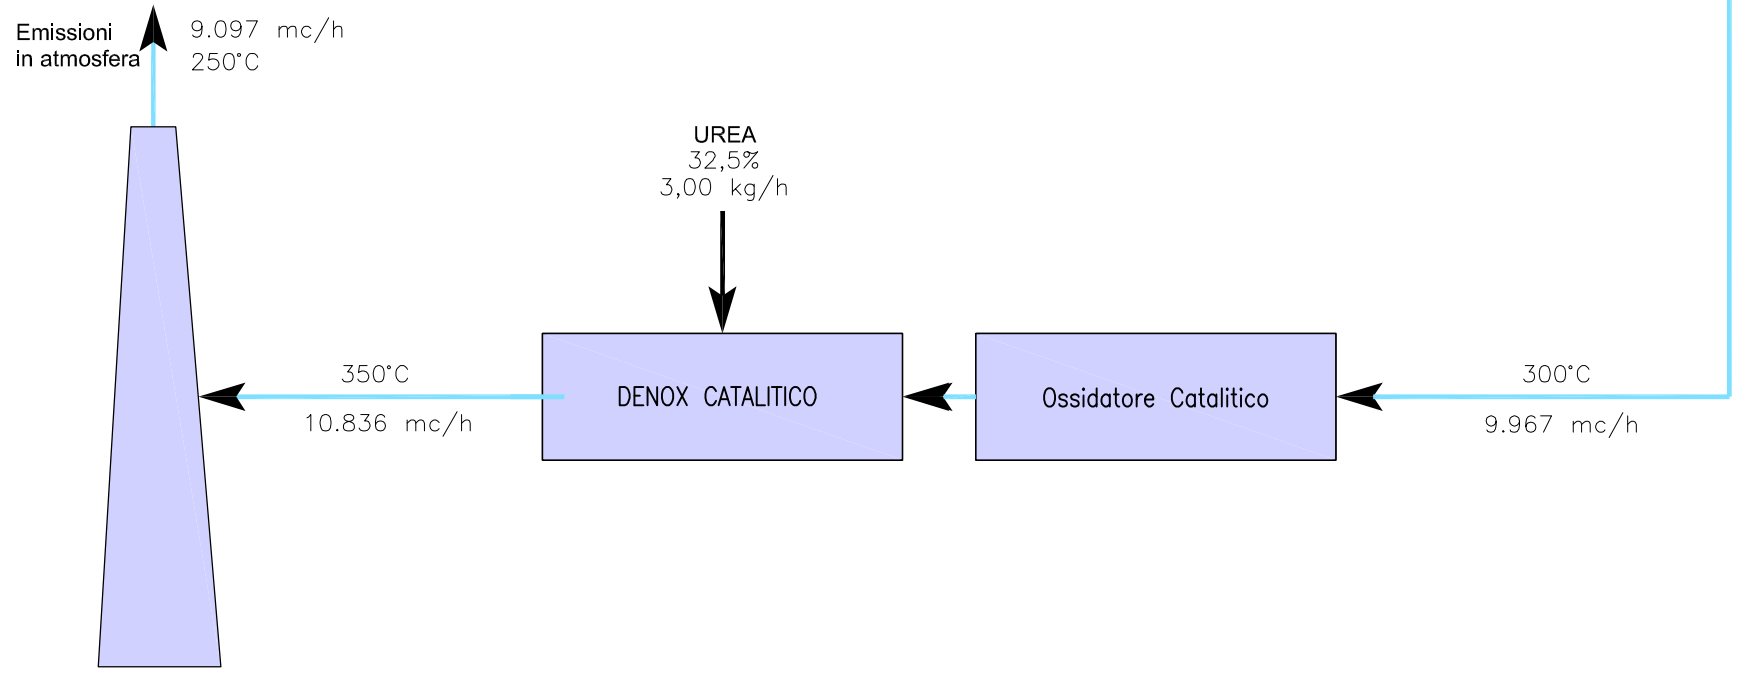 Emissioni
in atmosfera
9.097 mc/h
250°C
UREA
32,5%
3,00 kg/h
350°C
10.836 mc/h
DENOX CATALITICO
Ossidatore Catalitico
300°C
9.967 mc/h